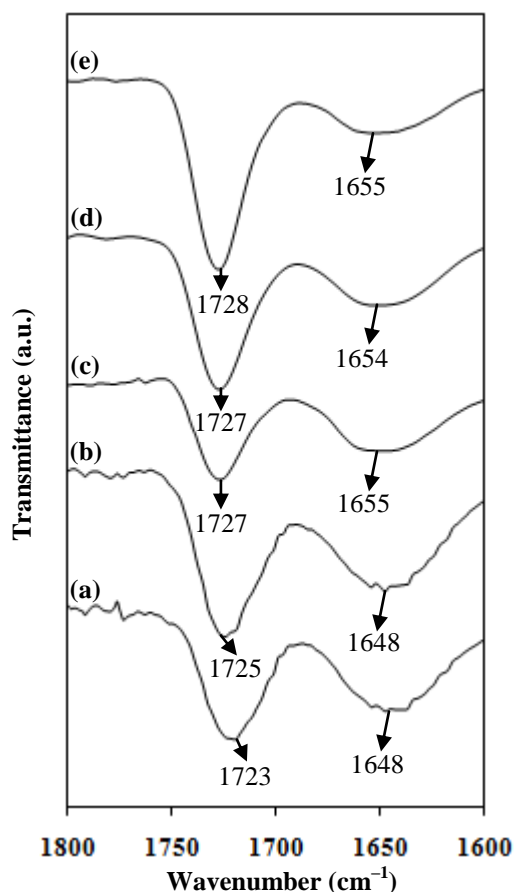 (e)
1655
(d)
1728
1654
(c)
1727
(b)
1655
1727
(a)
1648
1725
1648
1723
Transmittance (a.u.)
1800 1750 1700 1650 1600
Wavenumber (cm⁻¹)